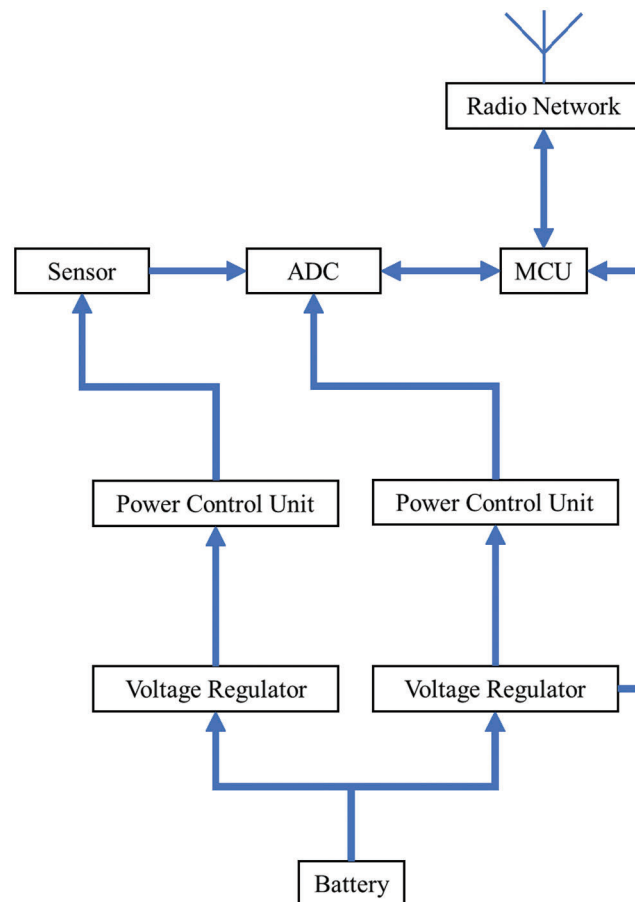 Radio Network
Sensor
ADC
MCU
Power Control Unit
Power Control Unit
Voltage Regulator
Voltage Regulator
Battery